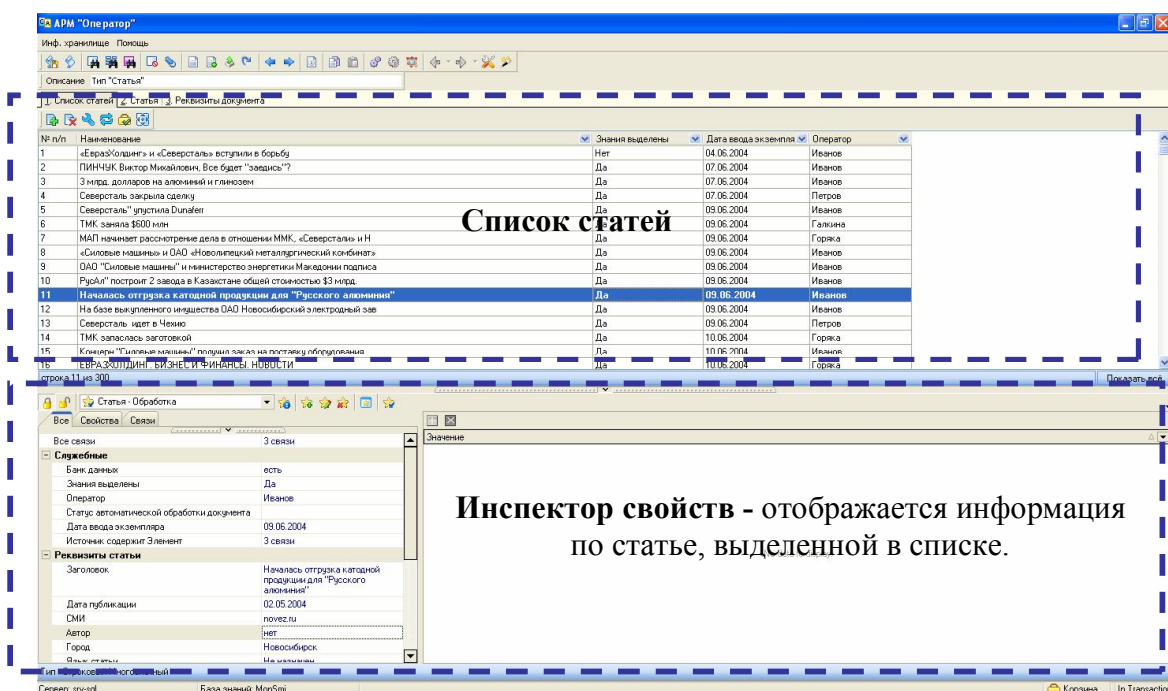 АРМ "Оператор"
Инф. хранилище Помощь
Описание Тип "Статья"
1. Список статей 2. Статья 3. Реквизиты документа
№ п/п Наименование Знания выделены Дата ввода экземпля Оператор
1 «ЕвразХолдинг» и «Северсталь» вступили в борьбу Нет 04.06.2004 Иванов
2 ПИНЧУК Виктор Михайлович, Все будет "заедись"? Да 07.06.2004 Иванов
3 3 млрд. долларов на алюминий и глинозем Да 07.06.2004 Иванов
4 Северсталь закрыла сделку Да 07.06.2004 Петров
5 Северсталь" упустила Dunaferr Да 09.06.2004 Иванов
6 ТМК заняла $600 млн 09.06.2004 Галкина
Список статей
7 МАП начинает рассмотрение дела в отношении ММК, «Северстали» и Н Да 09.06.2004 Горяка
8 «Силовые машины» и ОАО «Новолипецкий металлургический комбинат» Да 09.06.2004 Иванов
9 ОАО "Силовые машины" и министерство энергетики Македонии подписа Да 09.06.2004 Иванов
10 РусАл" построит 2 завода в Казахстане общей стоимостью $3 млрд. Да 09.06.2004 Иванов
11 Началась отгрузка катодной продукции для "Русского алюминия" Да 09.06.2004 Иванов
12 На базе выкупленного имущества ОАО Новосибирский электродный зав Да 09.06.2004 Иванов
13 Северсталь идет в Чехию Да 09.06.2004 Петров
14 ТМК запаслась заготовкой Да 10.06.2004 Горяка
15 Концерн "Силовые машины" получил заказ на поставку оборудования Да 10.06.2004 Иванов
16 ЕВРАЗХОЛДИНГ. БИЗНЕС И ФИНАНСЫ. НОВОСТИ Да 10.06.2004 Горяка
строка 11 из 300 Показать всё
Статья - Обработка
Все Свойства Связи
Значение
Все связи 3 связи
Служебные
Банк данных есть
Знания выделены Да
Оператор Иванов
Статус автоматической обработки документа
Дата ввода экземпляра 09.06.2004
Источник содержит Элемент 3 связи
Инспектор свойств - отображается информация
по статье, выделенной в списке.
Реквизиты статьи
Заголовок Началась отгрузка катодной
продукции для "Русского
алюминия"
Дата публикации 02.05.2004
СМИ novez.ru
Автор нет
Город Новосибирск
Язык статьи Не назначен
Сервер: srv-sql База знаний: MonSmi Корзина In Transaction